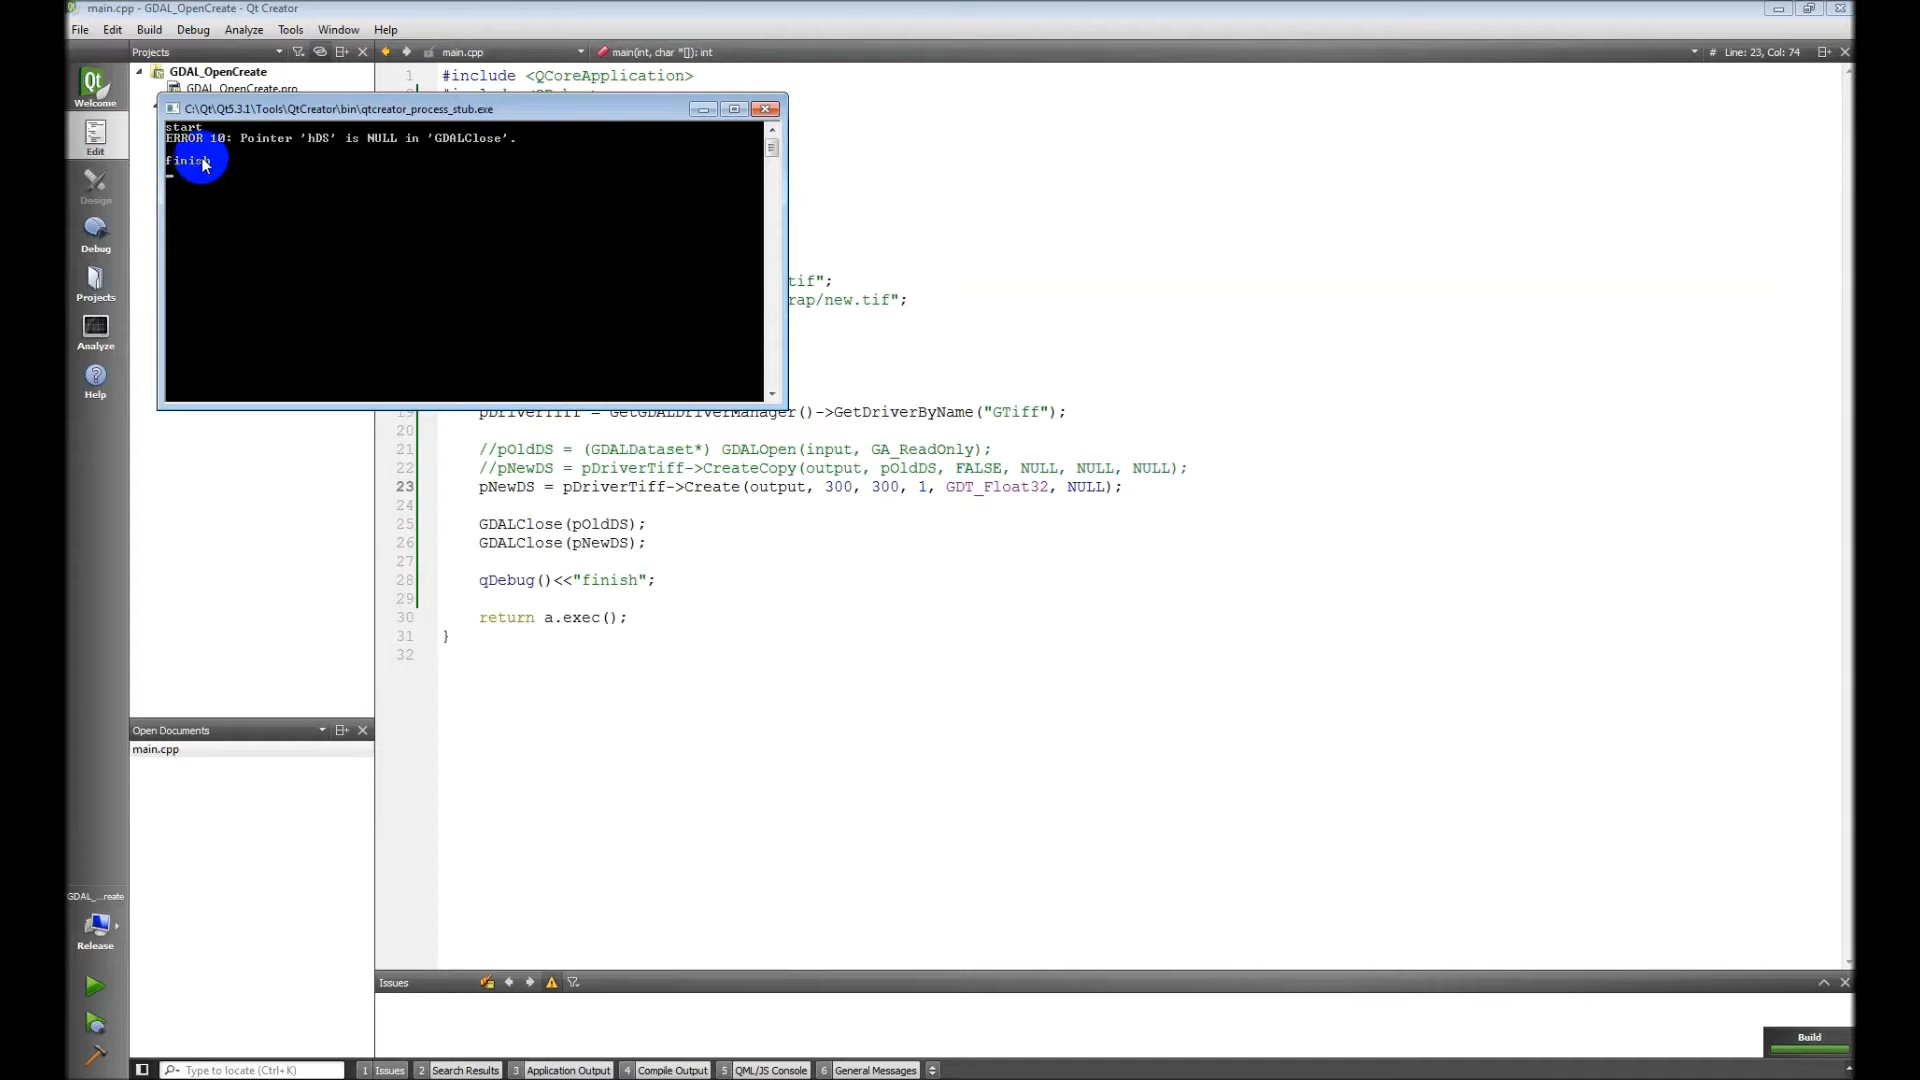 main.cpp - GDAL_OpenCreate - Qt Creator
File Edit Build Debug Analyze Tools Window Help
Projects
main.cpp
main(int, char *[]): int
# Line: 23, Col: 74
Welcome
Edit
Design
Debug
Projects
Analyze
Help
GDAL_OpenCreate
GDAL_OpenCreate.pro
C:\Qt\Qt5.3.1\Tools\QtCreator\bin\qtcreator_process_stub.exe
start
ERROR 10: Pointer 'hDS' is NULL in 'GDALClose'.
finish
1 #include <QCoreApplication>
tif";
rap/new.tif";
19 pDriverTiff = GetGDALDriverManager()->GetDriverByName("GTiff");
20
21 //pOldDS = (GDALDataset*) GDALOpen(input, GA_ReadOnly);
22 //pNewDS = pDriverTiff->CreateCopy(output, pOldDS, FALSE, NULL, NULL, NULL);
23 pNewDS = pDriverTiff->Create(output, 300, 300, 1, GDT_Float32, NULL);
24
25 GDALClose(pOldDS);
26 GDALClose(pNewDS);
27
28 qDebug()<<"finish";
29
30 return a.exec();
31 }
32
Open Documents
main.cpp
GDAL_...reate
Release
Issues
Build
Type to locate (Ctrl+K)
1 Issues 2 Search Results 3 Application Output 4 Compile Output 5 QML/JS Console 6 General Messages